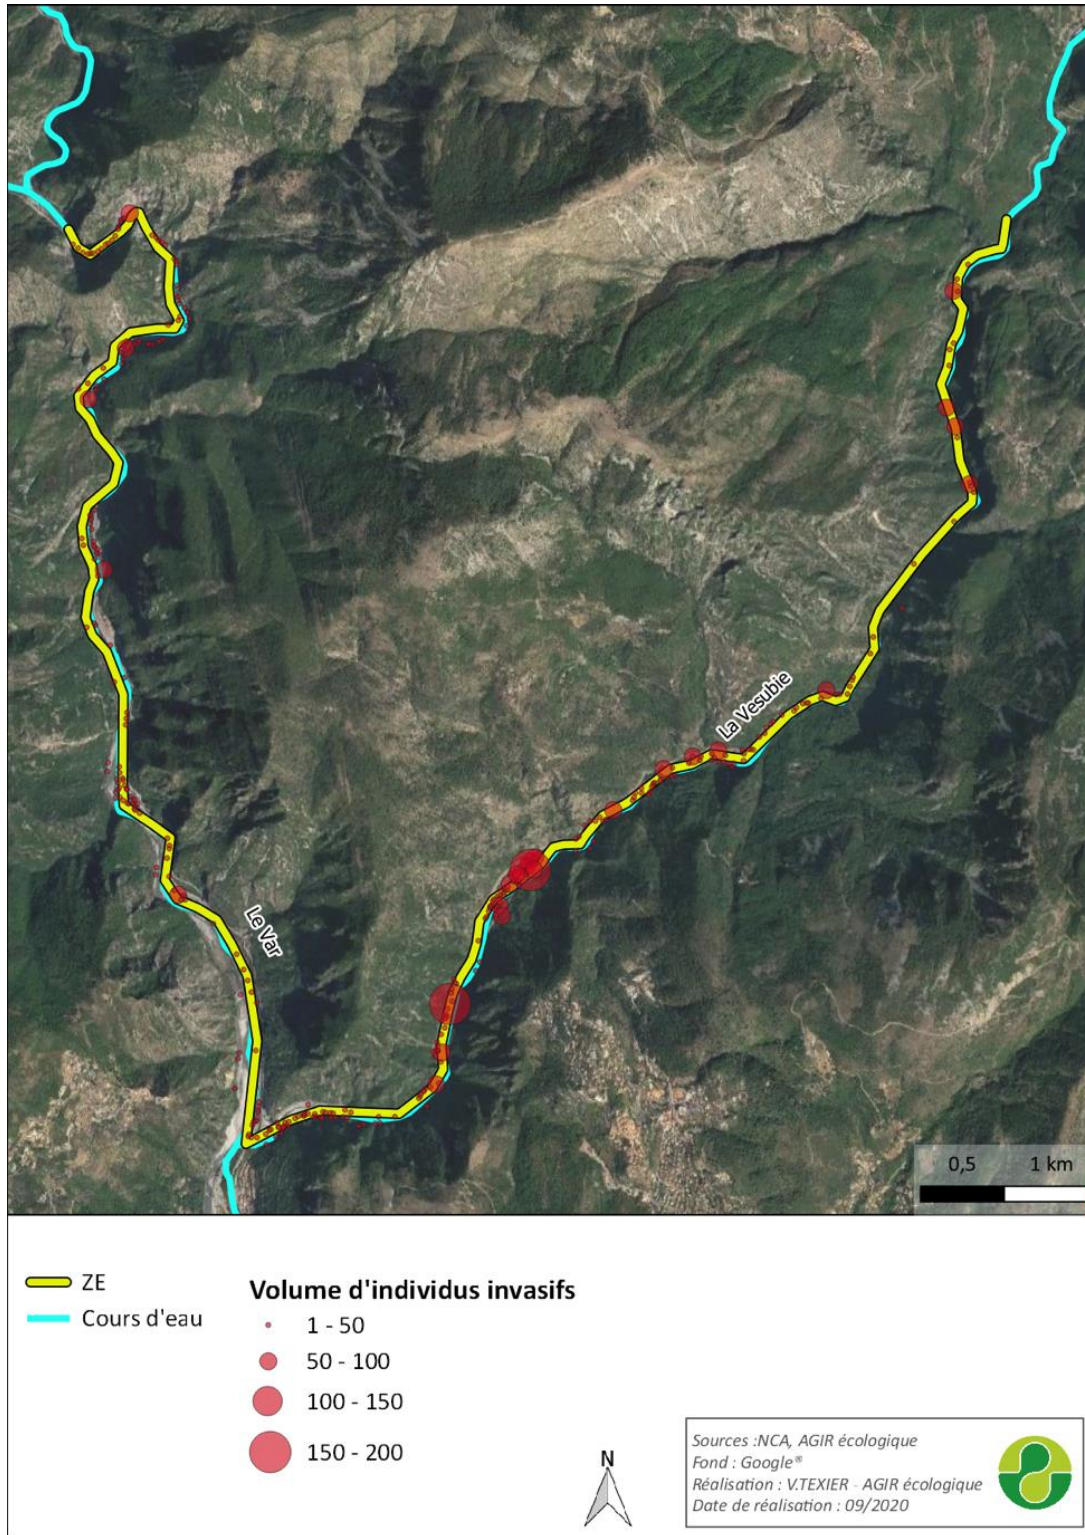 La Vesubie
Le Var
0,5 1 km
ZE
Cours d'eau
Volume d'individus invasifs
1 - 50
50 - 100
100 - 150
150 - 200
N
Sources :NCA, AGIR écologique
Fond : Google®
Réalisation : V.TEXIER - AGIR écologique
Date de réalisation : 09/2020